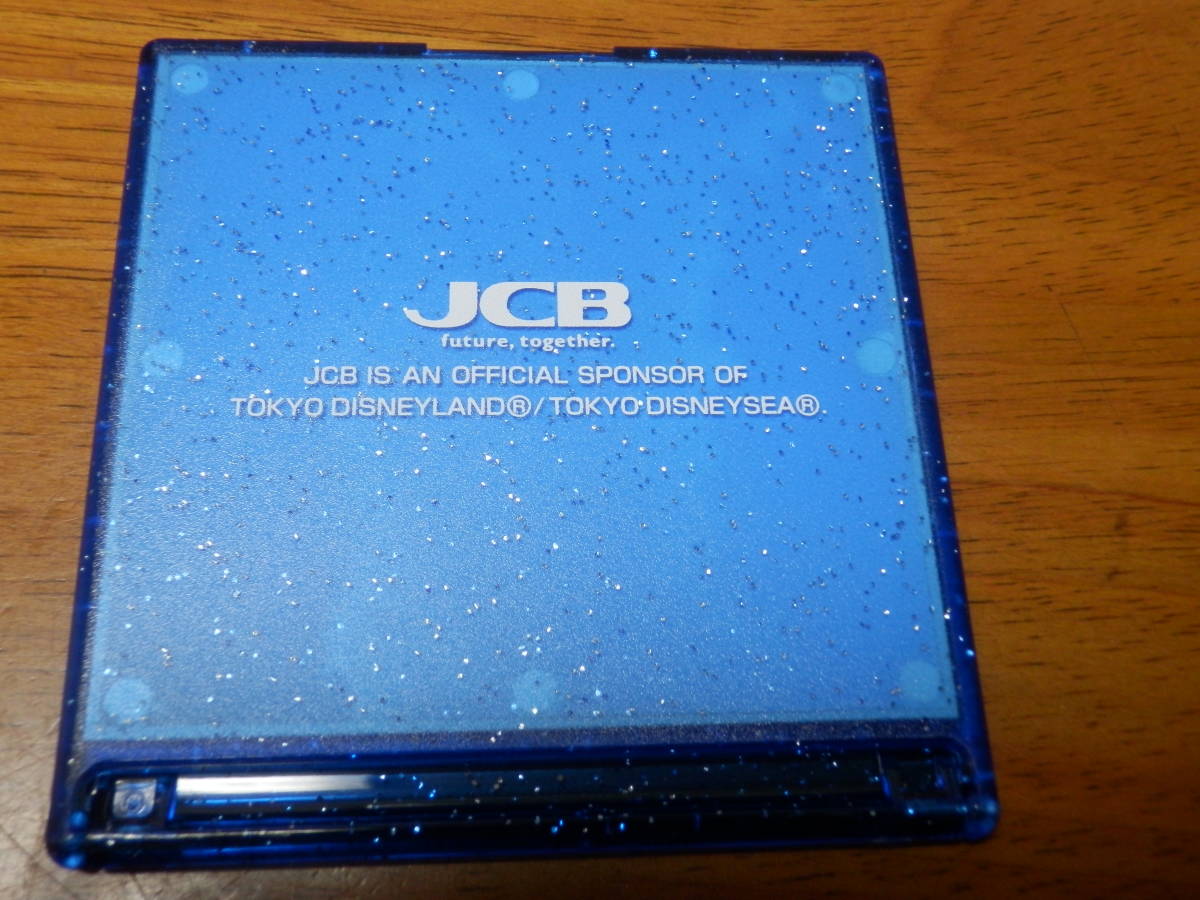 JCB
future, together.
JCB IS AN OFFICIAL SPONSOR OF
TOKYO DISNEYLAND®/TOKYO DISNEYSEA®.